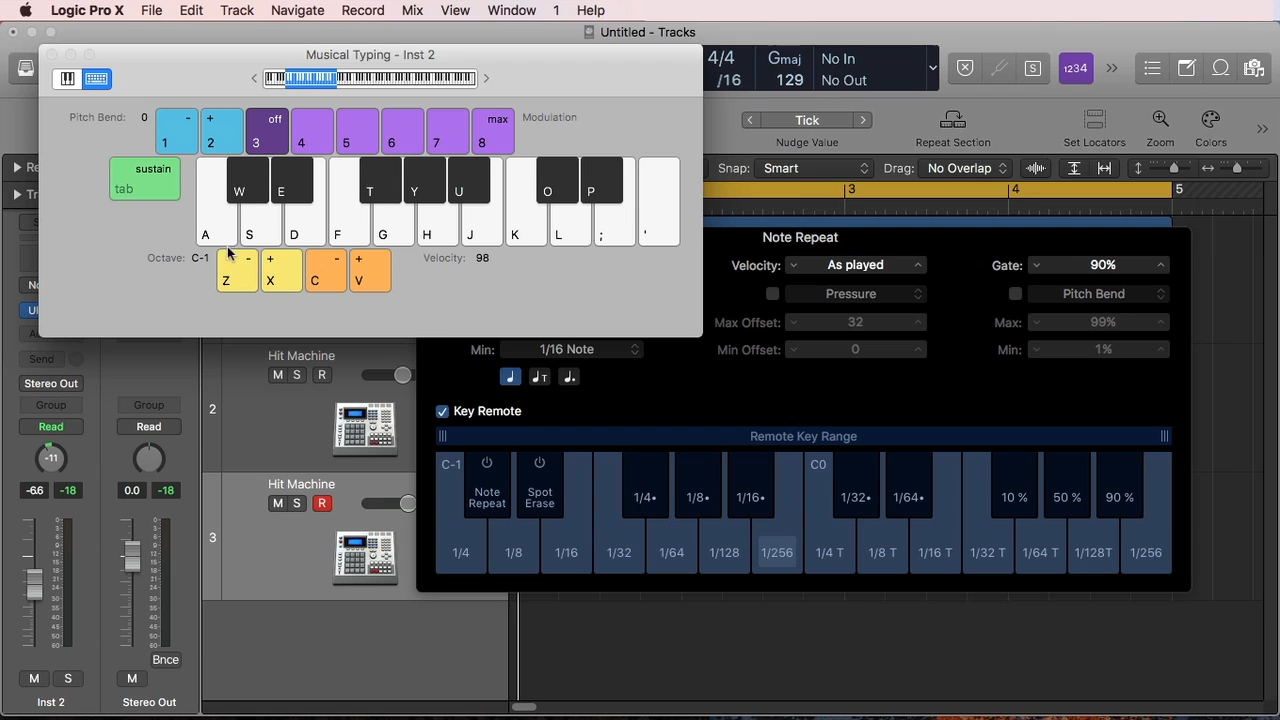 Logic Pro X File Edit Track Navigate Record Mix View Window 1 Help
Untitled - Tracks
Musical Typing - Inst 2
4/4 Gmaj No In
/16 129 No Out
1234
S
Tick
Nudge Value
Repeat Section
Set Locators
Zoom
Colors
Pitch Bend: 0
- 1
+ 2
off 3
4
5
6
7
max 8
Modulation
sustain
tab
W E T Y U O P
A S D F G H J K L ; '
Octave: C-1
Velocity: 98
- Z
+ X
- C
+ V
Snap: Smart
Drag: No Overlap
3 4 5
Note Repeat
Velocity: As played
Gate: 90%
Pressure
Pitch Bend
Max Offset: 32
Max: 99%
Min: 1/16 Note
Min Offset: 0
Min: 1%
T
Key Remote
Remote Key Range
C-1
C0
Note Repeat
Spot Erase
1/4•
1/8•
1/16•
1/32•
1/64•
10 %
50 %
90 %
1/4 1/8 1/16 1/32 1/64 1/128 1/256 1/4 T 1/8 T 1/16 T 1/32 T 1/64 T 1/128T 1/256
Send
Stereo Out
Group
Group
Read
Read
-11
-6.6 -18
0.0 -18
Bnce
M S
M
Inst 2
Stereo Out
2
Hit Machine
M S R
3
Hit Machine
M S R